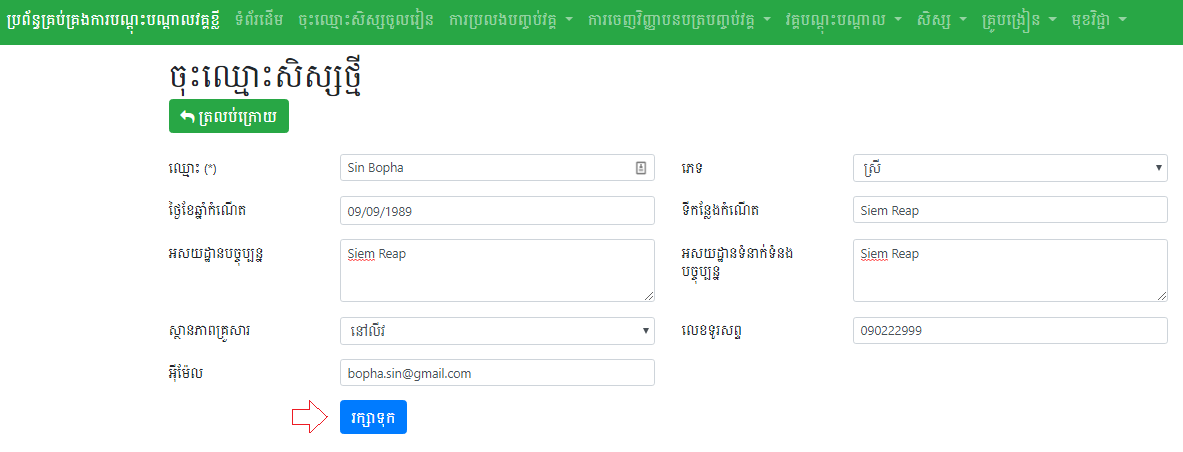 ប្រព័ន្ធគ្រប់គ្រងការបណ្តុះបណ្តាលវគ្គខ្លី ទំព័រដើម ចុះឈ្មោះសិស្សចូលរៀន ការប្រលងបញ្ចប់វគ្គ ការចេញវិញ្ញាបនបត្របញ្ចប់វគ្គ វគ្គបណ្តុះបណ្តាល សិស្ស គ្រូបង្រៀន មុខវិជ្ជា
ចុះឈ្មោះសិស្សថ្មី
ត្រលប់ក្រោយ
ឈ្មោះ (*) Sin Bopha ភេទ ស្រី
ថ្ងៃខែឆ្នាំកំណើត 09/09/1989 ទីកន្លែងកំណើត Siem Reap
អសយដ្ឋានបច្ចុប្បន្ន Siem Reap អសយដ្ឋានទំនាក់ទំនង Siem Reap
បច្ចុប្បន្ន
ស្ថានភាពគ្រួសារ នៅលីវ លេខទូរសព្ទ 090222999
អ៊ីម៉ែល bopha.sin@gmail.com
រក្សាទុក